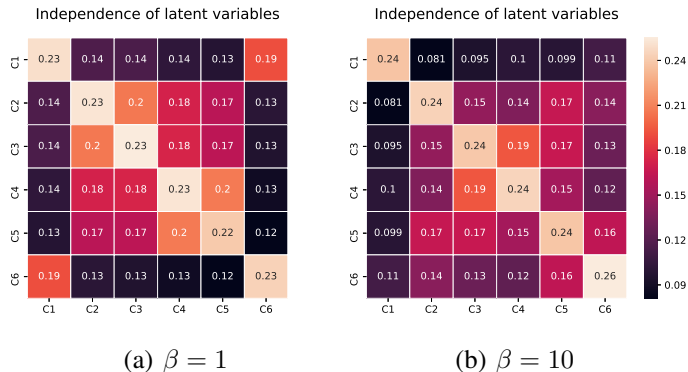 Independence of latent variables
C1 0.23 0.14 0.14 0.14 0.13 0.19
C2 0.14 0.23 0.2 0.18 0.17 0.13
C3 0.14 0.2 0.23 0.18 0.17 0.13
C4 0.14 0.18 0.18 0.23 0.2 0.13
C5 0.13 0.17 0.17 0.2 0.22 0.12
C6 0.19 0.13 0.13 0.13 0.12 0.23
C1 C2 C3 C4 C5 C6
(a) β = 1
Independence of latent variables
C1 0.24 0.081 0.095 0.1 0.099 0.11
C2 0.081 0.24 0.15 0.14 0.17 0.14
C3 0.095 0.15 0.24 0.19 0.17 0.13
C4 0.1 0.14 0.19 0.24 0.15 0.12
C5 0.099 0.17 0.17 0.15 0.24 0.16
C6 0.11 0.14 0.13 0.12 0.16 0.26
C1 C2 C3 C4 C5 C6
0.24
0.21
0.18
0.15
0.12
0.09
(b) β = 10